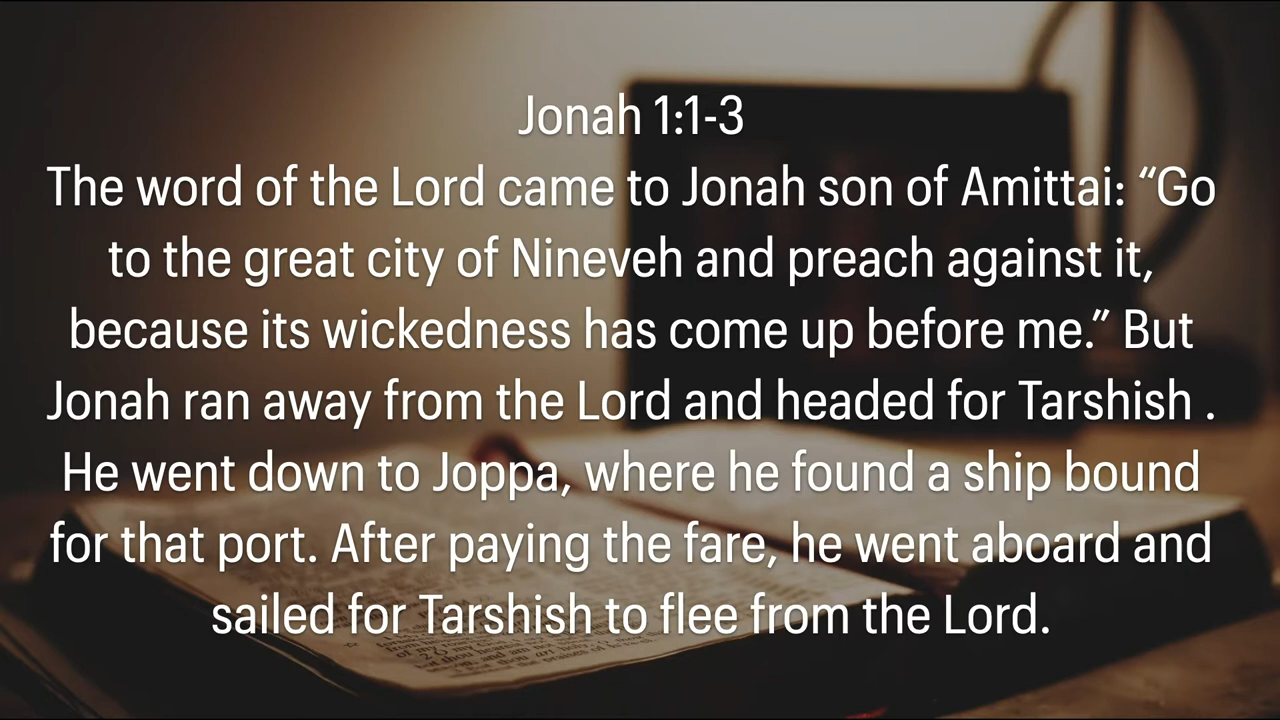 Jonah 1:1-3
The word of the Lord came to Jonah son of Amittai: “Go
to the great city of Nineveh and preach against it,
because its wickedness has come up before me.” But
Jonah ran away from the Lord and headed for Tarshish .
He went down to Joppa, where he found a ship bound
for that port. After paying the fare, he went aboard and
sailed for Tarshish to flee from the Lord.